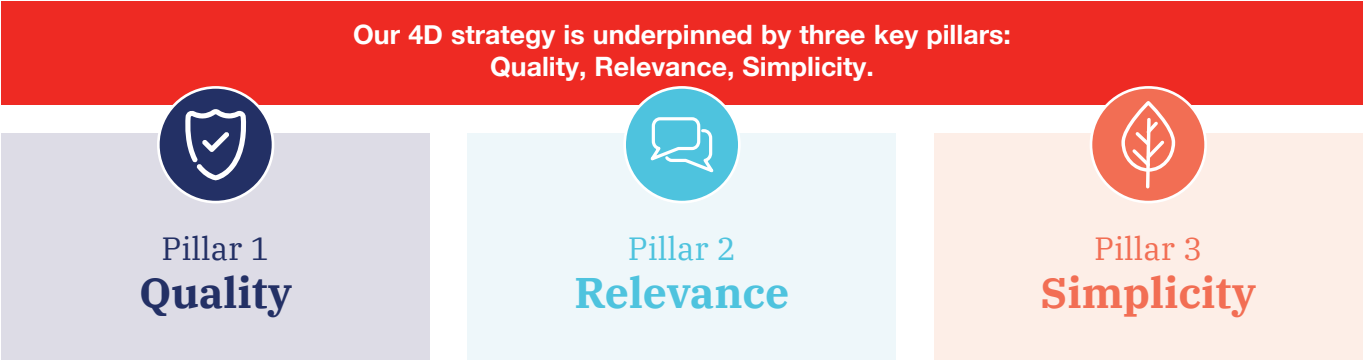 Our 4D strategy is underpinned by three key pillars:
Quality, Relevance, Simplicity.
Pillar 1
Quality
Pillar 2
Relevance
Pillar 3
Simplicity